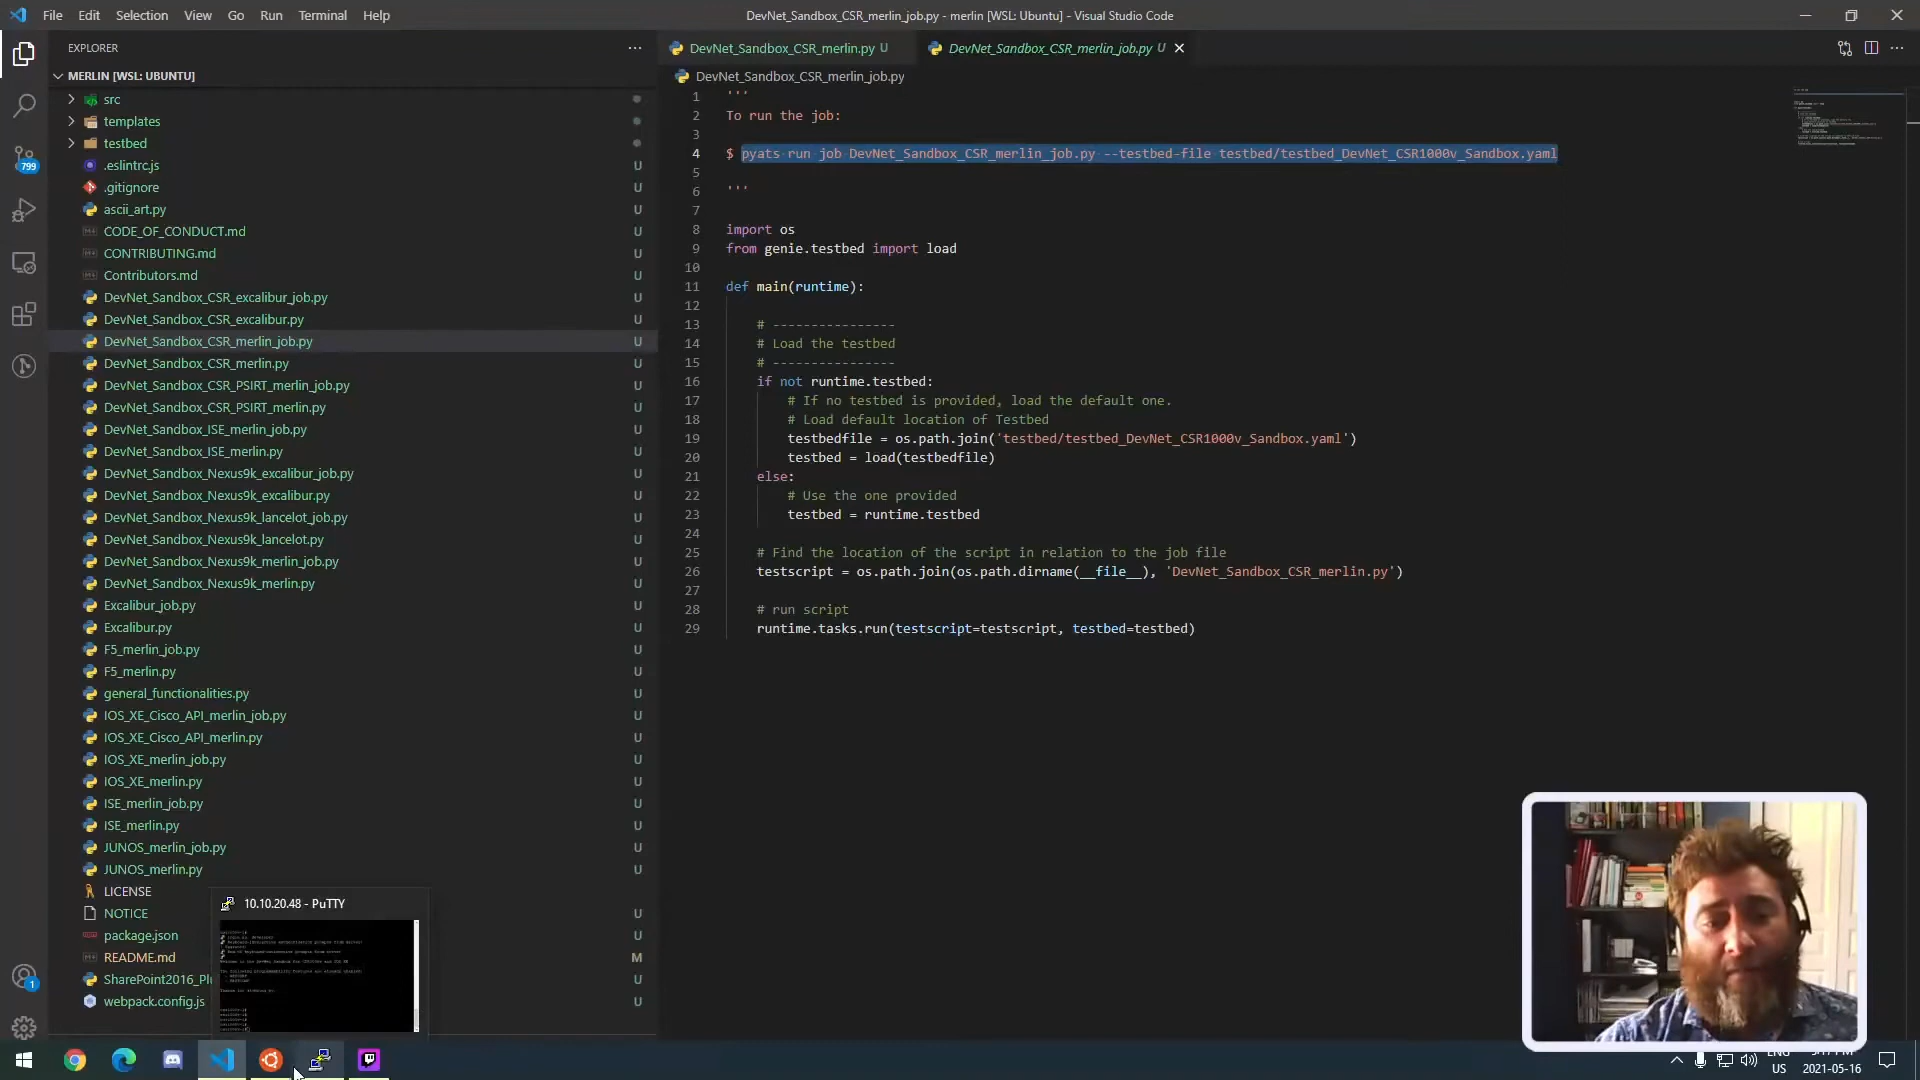 File Edit Selection View Go Run Terminal Help
DevNet_Sandbox_CSR_merlin_job.py - merlin [WSL: Ubuntu] - Visual Studio Code
EXPLORER
MERLIN [WSL: UBUNTU]
src
templates
testbed
.eslintrc.js U
.gitignore U
ascii_art.py U
CODE_OF_CONDUCT.md U
CONTRIBUTING.md U
Contributors.md U
DevNet_Sandbox_CSR_excalibur_job.py U
DevNet_Sandbox_CSR_excalibur.py U
DevNet_Sandbox_CSR_merlin_job.py U
DevNet_Sandbox_CSR_merlin.py U
DevNet_Sandbox_CSR_PSIRT_merlin_job.py U
DevNet_Sandbox_CSR_PSIRT_merlin.py U
DevNet_Sandbox_ISE_merlin_job.py U
DevNet_Sandbox_ISE_merlin.py U
DevNet_Sandbox_Nexus9k_excalibur_job.py U
DevNet_Sandbox_Nexus9k_excalibur.py U
DevNet_Sandbox_Nexus9k_lancelot_job.py U
DevNet_Sandbox_Nexus9k_lancelot.py U
DevNet_Sandbox_Nexus9k_merlin_job.py U
DevNet_Sandbox_Nexus9k_merlin.py U
Excalibur_job.py U
Excalibur.py U
F5_merlin_job.py U
F5_merlin.py U
general_functionalities.py U
IOS_XE_Cisco_API_merlin_job.py U
IOS_XE_Cisco_API_merlin.py U
IOS_XE_merlin_job.py U
IOS_XE_merlin.py U
ISE_merlin_job.py U
ISE_merlin.py U
JUNOS_merlin_job.py U
JUNOS_merlin.py U
LICENSE
NOTICE U
package.json U
README.md M
SharePoint2016_Pl U
webpack.config.js U
799
1
10.10.20.48 - PuTTY
DevNet_Sandbox_CSR_merlin.py U
DevNet_Sandbox_CSR_merlin_job.py U
DevNet_Sandbox_CSR_merlin_job.py
1 '''
2 To run the job:
3
4 $ pyats run job DevNet_Sandbox_CSR_merlin_job.py --testbed-file testbed/testbed_DevNet_CSR1000v_Sandbox.yaml
5
6 '''
7
8 import os
9 from genie.testbed import load
10
11 def main(runtime):
12
13 # ----------------
14 # Load the testbed
15 # ----------------
16 if not runtime.testbed:
17 # If no testbed is provided, load the default one.
18 # Load default location of Testbed
19 testbedfile = os.path.join('testbed/testbed_DevNet_CSR1000v_Sandbox.yaml')
20 testbed = load(testbedfile)
21 else:
22 # Use the one provided
23 testbed = runtime.testbed
24
25 # Find the location of the script in relation to the job file
26 testscript = os.path.join(os.path.dirname(__file__), 'DevNet_Sandbox_CSR_merlin.py')
27
28 # run script
29 runtime.tasks.run(testscript=testscript, testbed=testbed)
ENG
US
2021-05-16